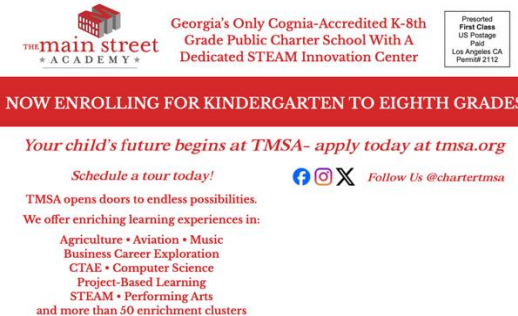 THE main street
★ ACADEMY ★
Georgia's Only Cognia-Accredited K-8th
Grade Public Charter School With A
Dedicated STEAM Innovation Center
Presorted
First Class
US Postage
Paid
Los Angeles CA
Permit# 2112
NOW ENROLLING FOR KINDERGARTEN TO EIGHTH GRADES
Your child's future begins at TMSA– apply today at tmsa.org
Schedule a tour today!
Follow Us @chartertmsa
TMSA opens doors to endless possibilities.
We offer enriching learning experiences in:
Agriculture • Aviation • Music
Business Career Exploration
CTAE • Computer Science
Project-Based Learning
STEAM • Performing Arts
and more than 50 enrichment clusters